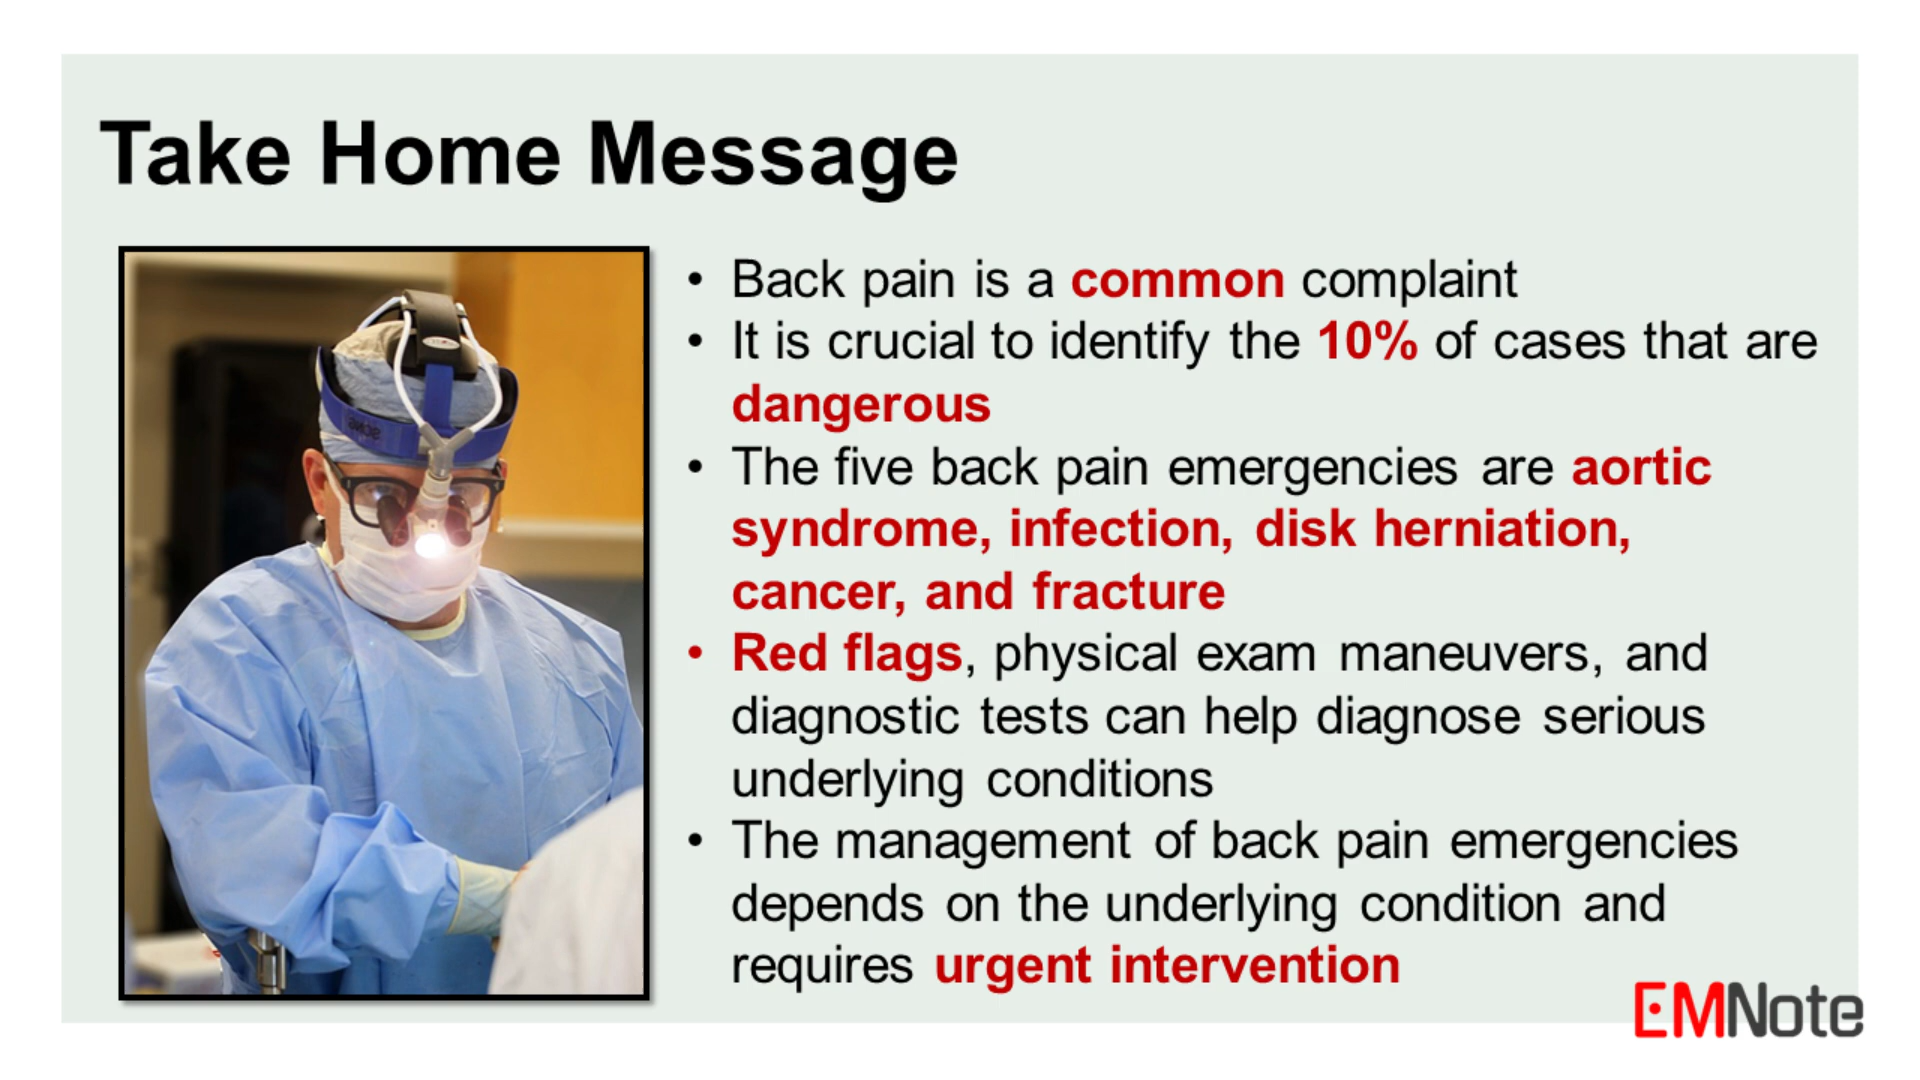 Take Home Message
• Back pain is a common complaint
• It is crucial to identify the 10% of cases that are
dangerous
• The five back pain emergencies are aortic
syndrome, infection, disk herniation,
cancer, and fracture
• Red flags, physical exam maneuvers, and
diagnostic tests can help diagnose serious
underlying conditions
• The management of back pain emergencies
depends on the underlying condition and
requires urgent intervention
EMNote